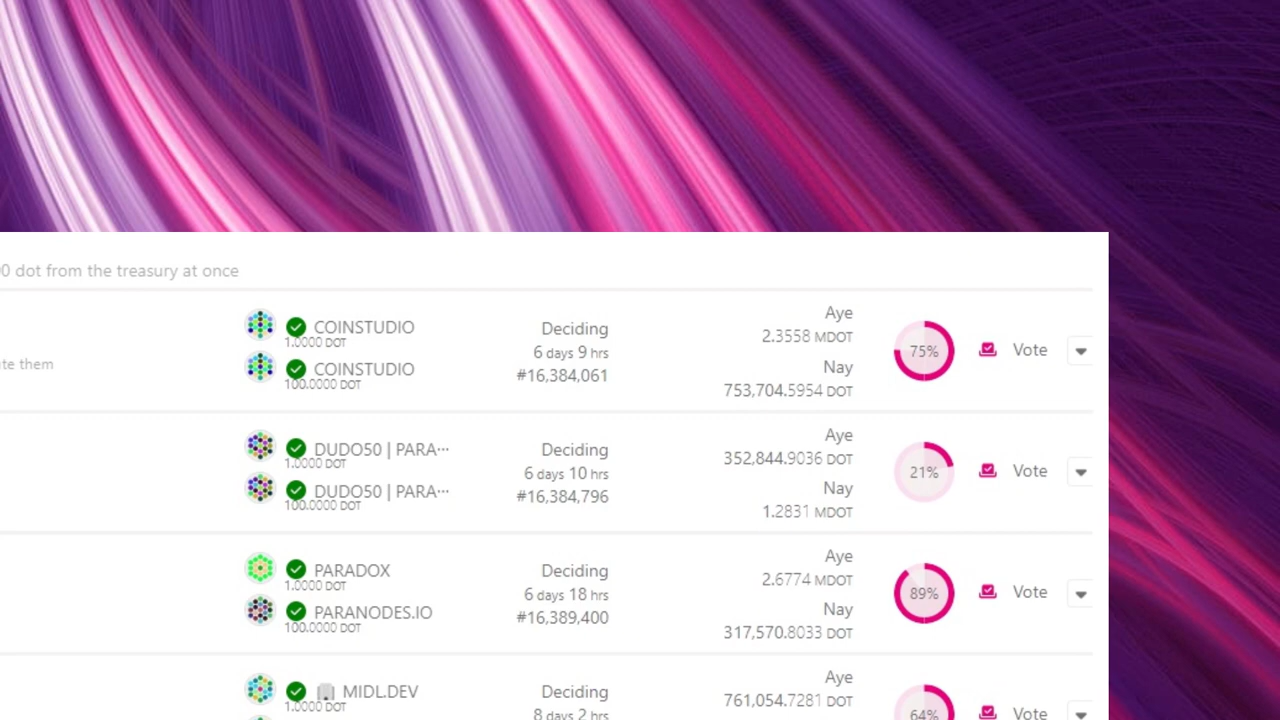 0 dot from the treasury at once
COINSTUDIO
1.0000 DOT
COINSTUDIO
100.0000 DOT
Deciding
6 days 9 hrs
#16,384,061
Aye
2.3558 MDOT
Nay
753,704.5954 DOT
75%
Vote
te them
DUDO50 | PARA···
1.0000 DOT
DUDO50 | PARA···
100.0000 DOT
Deciding
6 days 10 hrs
#16,384,796
Aye
352,844.9036 DOT
Nay
1.2831 MDOT
21%
Vote
PARADOX
1.0000 DOT
PARANODES.IO
100.0000 DOT
Deciding
6 days 18 hrs
#16,389,400
Aye
2.6774 MDOT
Nay
317,570.8033 DOT
89%
Vote
MIDL.DEV
1.0000 DOT
Deciding
8 days 2 hrs
Aye
761,054.7281 DOT
64%
Vote